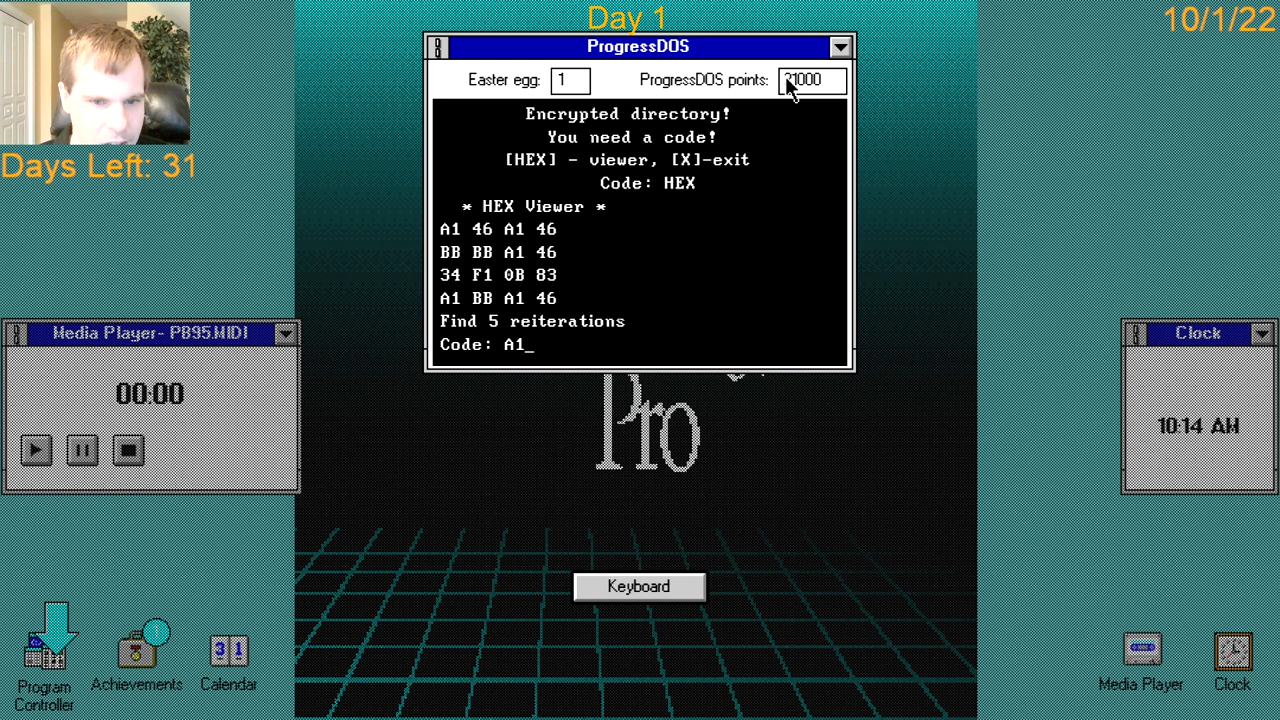 Day 1
10/1/22
ProgressDOS
Easter egg: 1
ProgressDOS points: 21000
Encrypted directory!
You need a code!
[HEX] - viewer, [X]-exit
Code: HEX
* HEX Viewer *
A1 46 A1 46
BB BB A1 46
34 F1 0B 83
A1 BB A1 46
Find 5 reiterations
Code: A1_
Days Left: 31
Media Player- PB95.MIDI
00:00
Clock
10:14 AM
Pro
Keyboard
Program
Controller
Achievements
1
Calendar
31
Media Player
Clock